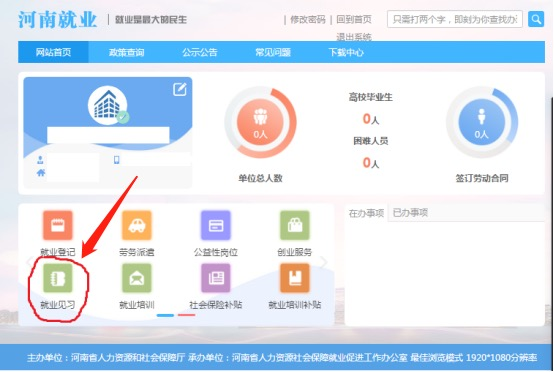 河南就业 | 就业是最大的民生
| 修改密码 | 回到首页
退出系统
只需打两个字，即刻为你查找办
网站首页 政策查询 公示公告 常见问题 下载中心
0人
单位总人数
高校毕业生
0人
困难人员
0人
0人
签订劳动合同
就业登记 劳务派遣 公益性岗位 创业服务
就业见习 就业培训 社会保险补贴 就业培训补贴
在办事项 已办事项
主办单位：河南省人力资源和社会保障厅 承办单位：河南省人力资源社会保障就业促进工作办公室 最佳浏览模式 1920*1080分辨率